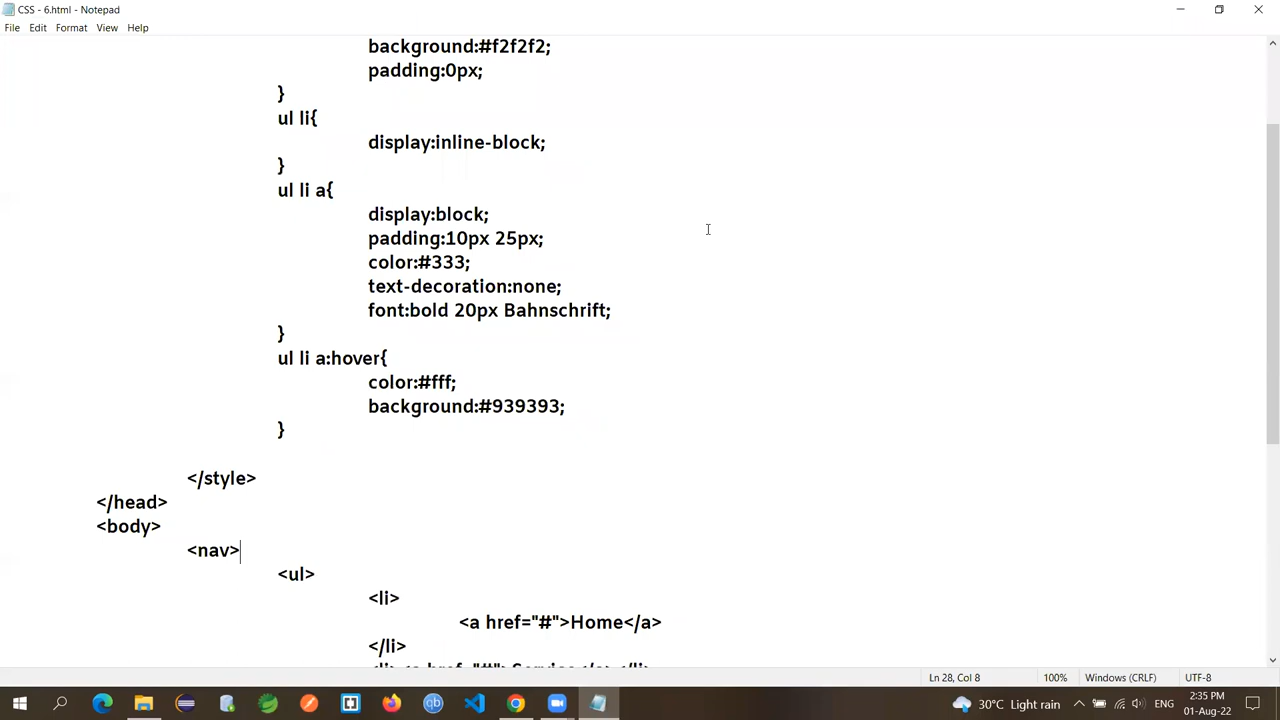 CSS - 6.html - Notepad
File Edit Format View Help
background:#f2f2f2;
padding:0px;
}
ul li{
display:inline-block;
}
ul li a{
display:block;
padding:10px 25px;
color:#333;
text-decoration:none;
font:bold 20px Bahnschrift;
}
ul li a:hover{
color:#fff;
background:#939393;
}
</style>
</head>
<body>
<nav>
<ul>
<li>
<a href="#">Home</a>
</li>
Ln 28, Col 8 100% Windows (CRLF) UTF-8
qb 30°C Light rain ENG 2:35 PM
01-Aug-22